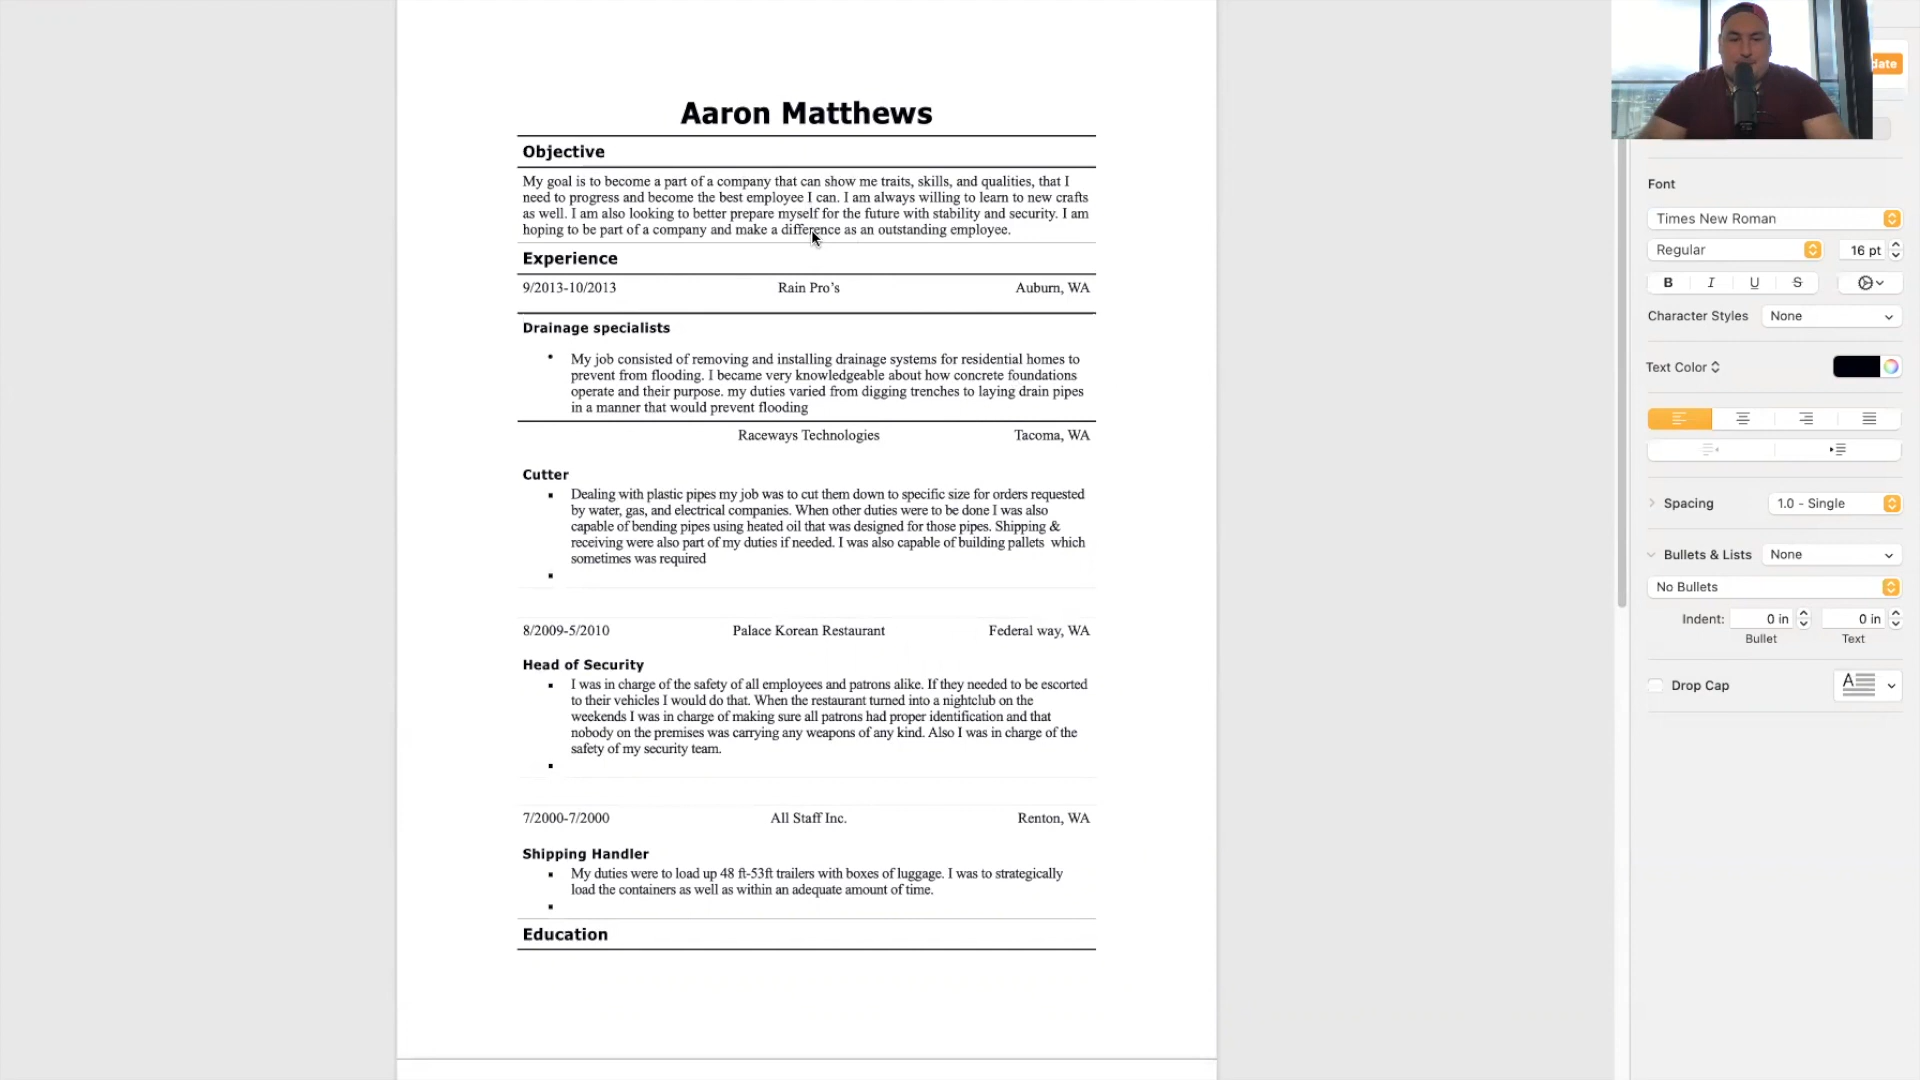 Aaron Matthews
Objective
My goal is to become a part of a company that can show me traits, skills, and qualities, that I
need to progress and become the best employee I can. I am always willing to learn to new crafts
as well. I am also looking to better prepare myself for the future with stability and security. I am
hoping to be part of a company and make a difference as an outstanding employee.
Experience
9/2013-10/2013 Rain Pro's Auburn, WA
Drainage specialists
• My job consisted of removing and installing drainage systems for residential homes to
prevent from flooding. I became very knowledgeable about how concrete foundations
operate and their purpose. my duties varied from digging trenches to laying drain pipes
in a manner that would prevent flooding
Raceways Technologies Tacoma, WA
Cutter
▪ Dealing with plastic pipes my job was to cut them down to specific size for orders requested
by water, gas, and electrical companies. When other duties were to be done I was also
capable of bending pipes using heated oil that was designed for those pipes. Shipping &
receiving were also part of my duties if needed. I was also capable of building pallets which
sometimes was required
▪
8/2009-5/2010 Palace Korean Restaurant Federal way, WA
Head of Security
▪ I was in charge of the safety of all employees and patrons alike. If they needed to be escorted
to their vehicles I would do that. When the restaurant turned into a nightclub on the
weekends I was in charge of making sure all patrons had proper identification and that
nobody on the premises was carrying any weapons of any kind. Also I was in charge of the
safety of my security team.
▪
7/2000-7/2000 All Staff Inc. Renton, WA
Shipping Handler
▪ My duties were to load up 48 ft-53ft trailers with boxes of luggage. I was to strategically
load the containers as well as within an adequate amount of time.
▪
Education
date
Font
Times New Roman
Regular 16 pt
B I U S
Character Styles None
Text Color
Spacing 1.0 - Single
Bullets & Lists None
No Bullets
Indent: 0 in 0 in
Bullet Text
Drop Cap A